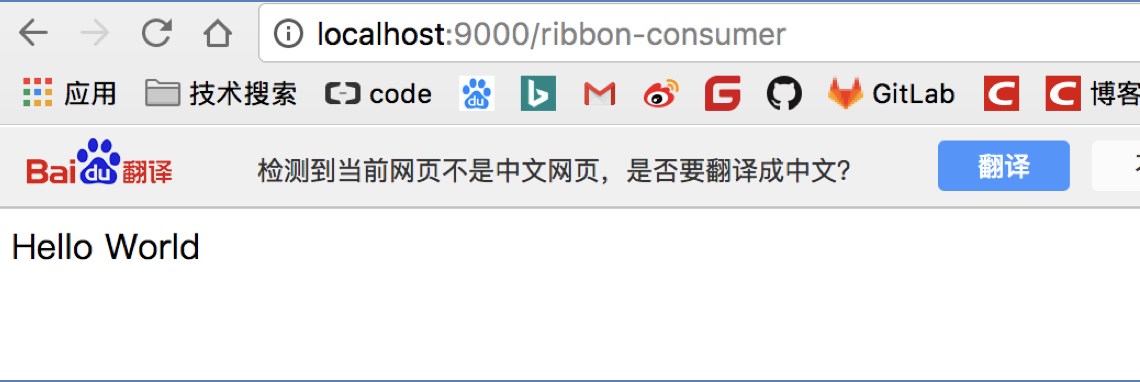 localhost:9000/ribbon-consumer
应用 技术搜索 code du GitLab 博客
Bai du 翻译 检测到当前网页不是中文网页，是否要翻译成中文？ 翻译
Hello World